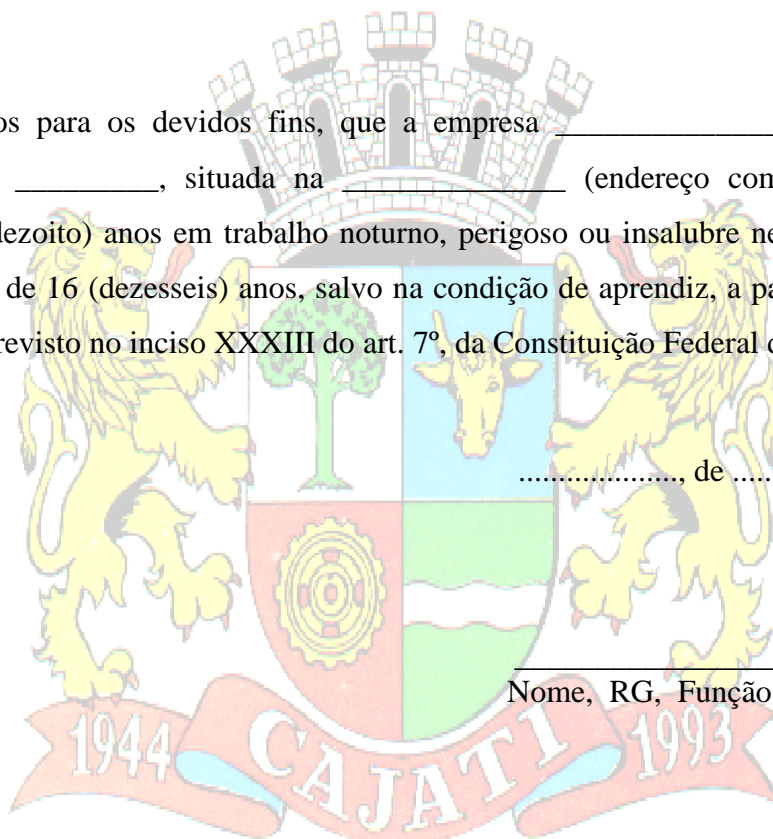 os para os devidos fins, que a empresa _______________
_________, situada na ______________ (endereço com
dezoito) anos em trabalho noturno, perigoso ou insalubre ne
de 16 (dezesseis) anos, salvo na condição de aprendiz, a pa
revisto no inciso XXXIII do art. 7º, da Constituição Federal
...................., de .....
_________________
Nome, RG, Função
1944 CAJATI 1993